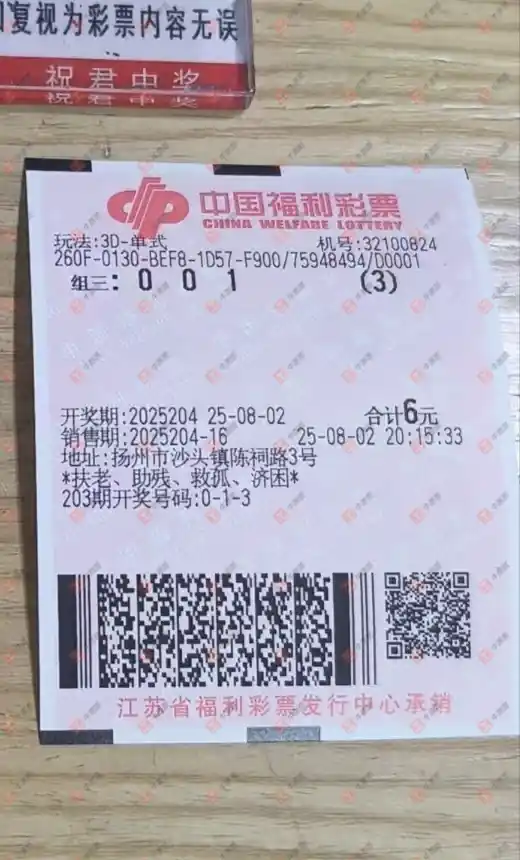 视为彩票内容无误
祝君中奖
中国福利彩票
CHINA WELFARE LOTTERY
玩法:3D-单式 机号:32100824
260F-0130-BEF8-1D57-F900/75948494/D0001
组三: 0 0 1 (3)
开奖期:2025204 25-08-02 合计6元
销售期:2025204-16 25-08-02 20:15:33
地址:扬州市沙头镇陈祠路3号
*扶老、助残、救孤、济困*
203期开奖号码:0-1-3
江苏省福利彩票发行中心承销